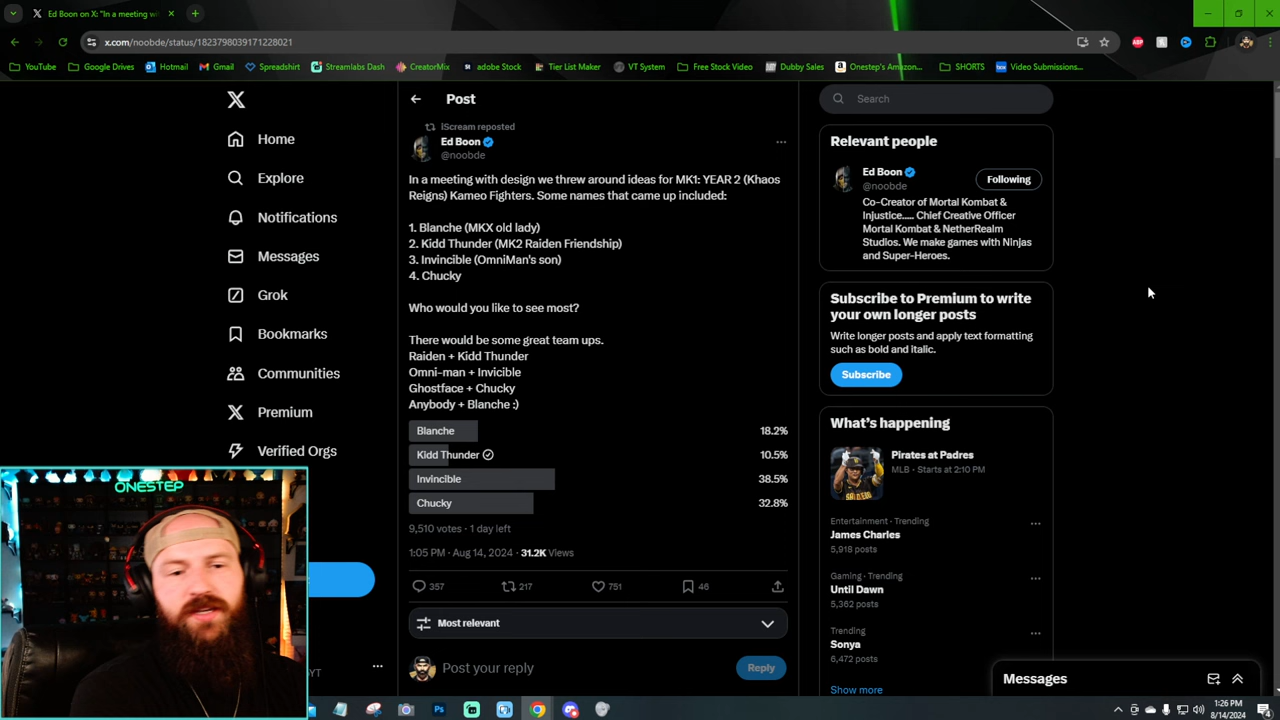 Ed Boon on X: "In a meeting wi
x.com/noobde/status/1823798039171228021
YouTube
Google Drives
Hotmail
Gmail
Spreadshirt
Streamlabs Dash
CreatorMix
St
adobe Stock
Tier List Maker
VT System
Free Stock Video
Dubby Sales
Onestep's Amazon...
SHORTS
Video Submissions...
Home
Explore
Notifications
Messages
Grok
Bookmarks
Communities
Premium
Verified Orgs
ONESTEP
YT
Post
iScream reposted
Ed Boon
@noobde
In a meeting with design we threw around ideas for MK1: YEAR 2 (Khaos
Reigns) Kameo Fighters. Some names that came up included:
1. Blanche (MKX old lady)
2. Kidd Thunder (MK2 Raiden Friendship)
3. Invincible (OmniMan's son)
4. Chucky
Who would you like to see most?
There would be some great team ups.
Raiden + Kidd Thunder
Omni-man + Invicible
Ghostface + Chucky
Anybody + Blanche :)
Blanche 18.2%
Kidd Thunder 10.5%
Invincible 38.5%
Chucky 32.8%
9,510 votes · 1 day left
1:05 PM · Aug 14, 2024 · 31.2K Views
357
217
751
46
Most relevant
Post your reply
Reply
Search
Relevant people
Ed Boon
@noobde
Following
Co-Creator of Mortal Kombat &
Injustice..... Chief Creative Officer
Mortal Kombat & NetherRealm
Studios. We make games with Ninjas
and Super-Heroes.
Subscribe to Premium to write
your own longer posts
Write longer posts and apply text formatting
such as bold and italic.
Subscribe
What's happening
Pirates at Padres
MLB · Starts at 2:10 PM
Entertainment · Trending
James Charles
5,918 posts
Gaming · Trending
Until Dawn
5,362 posts
Trending
Sonya
6,472 posts
Show more
Messages
1:26 PM
8/14/2024